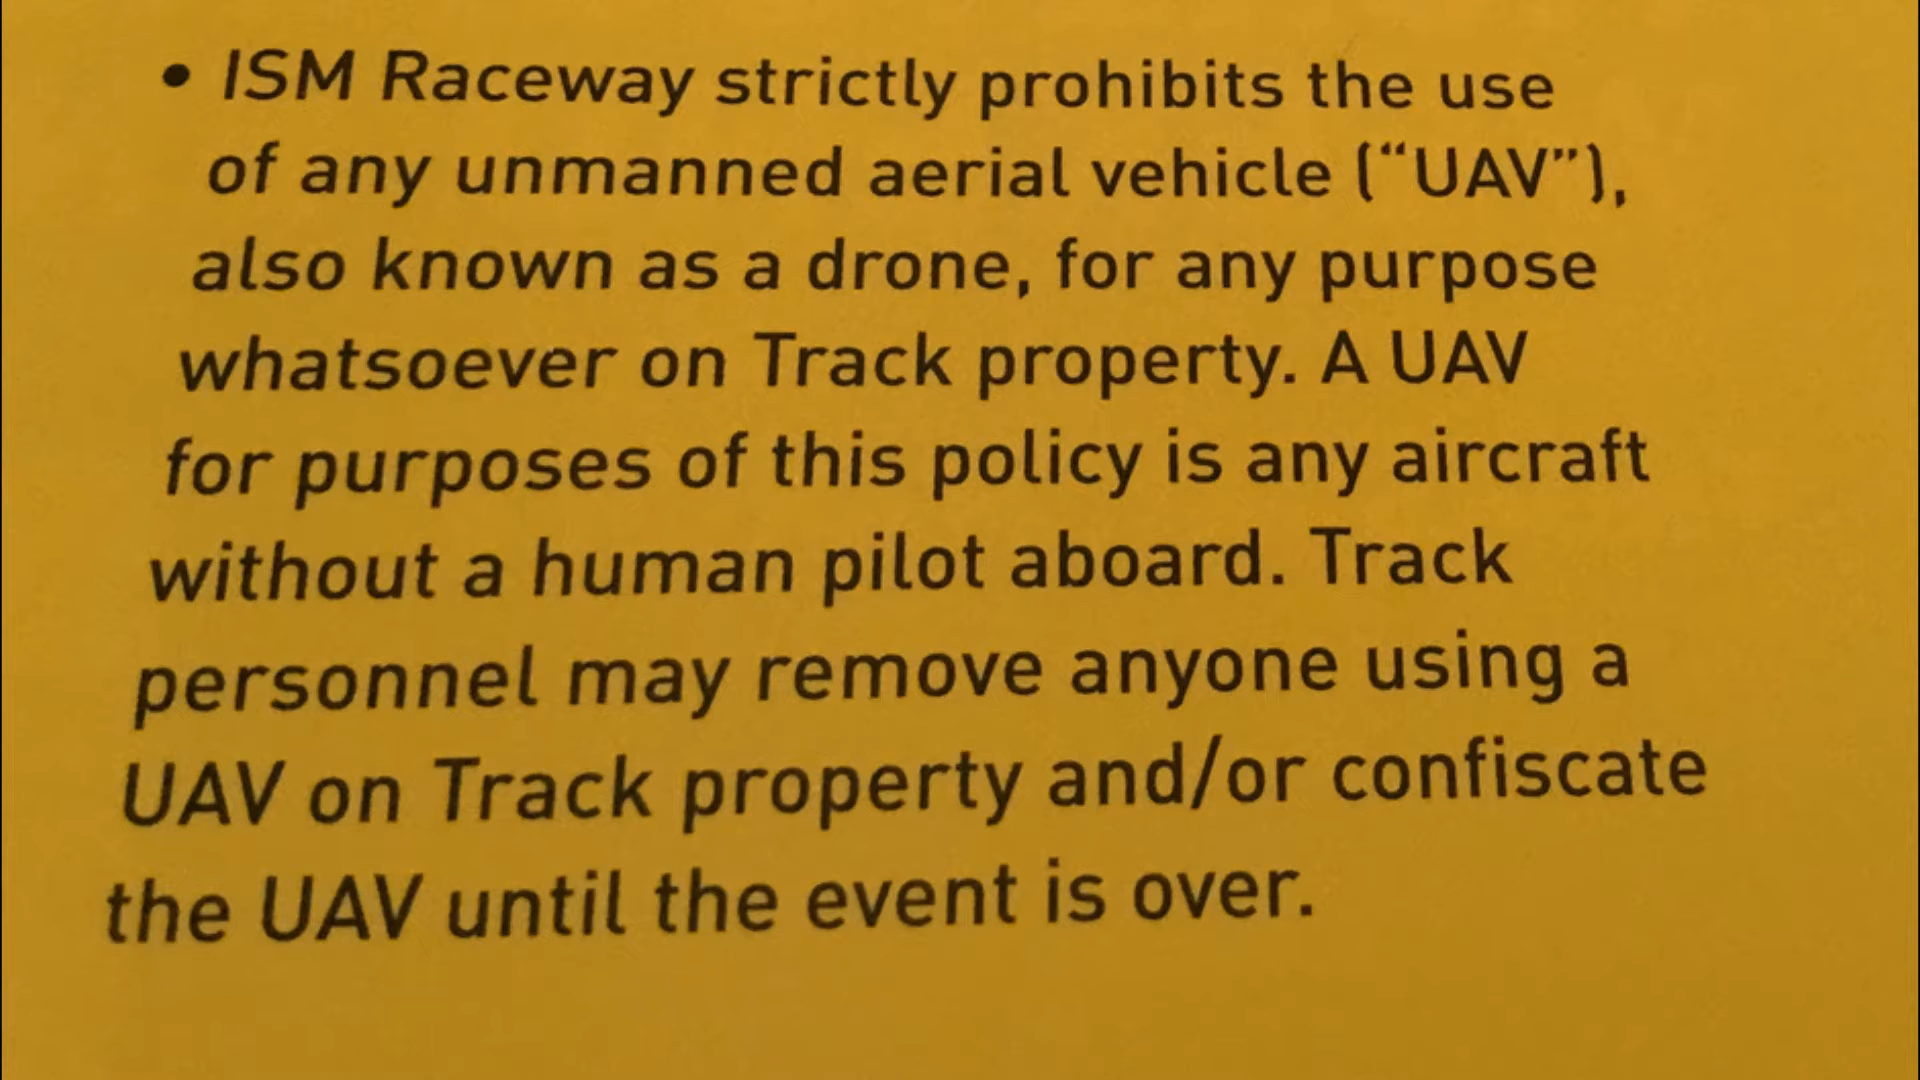 • ISM Raceway strictly prohibits the use
of any unmanned aerial vehicle (“UAV”),
also known as a drone, for any purpose
whatsoever on Track property. A UAV
for purposes of this policy is any aircraft
without a human pilot aboard. Track
personnel may remove anyone using a
UAV on Track property and/or confiscate
the UAV until the event is over.